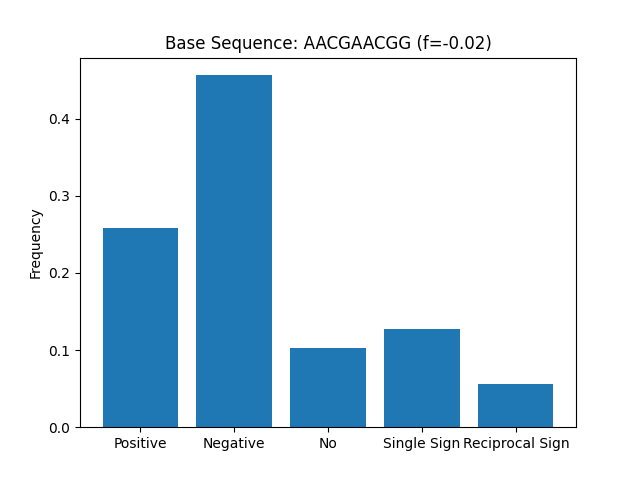 Base Sequence: AACGAACGG (f=-0.02)
Frequency
0.4
0.3
0.2
0.1
0.0
Positive Negative No Single Sign Reciprocal Sign